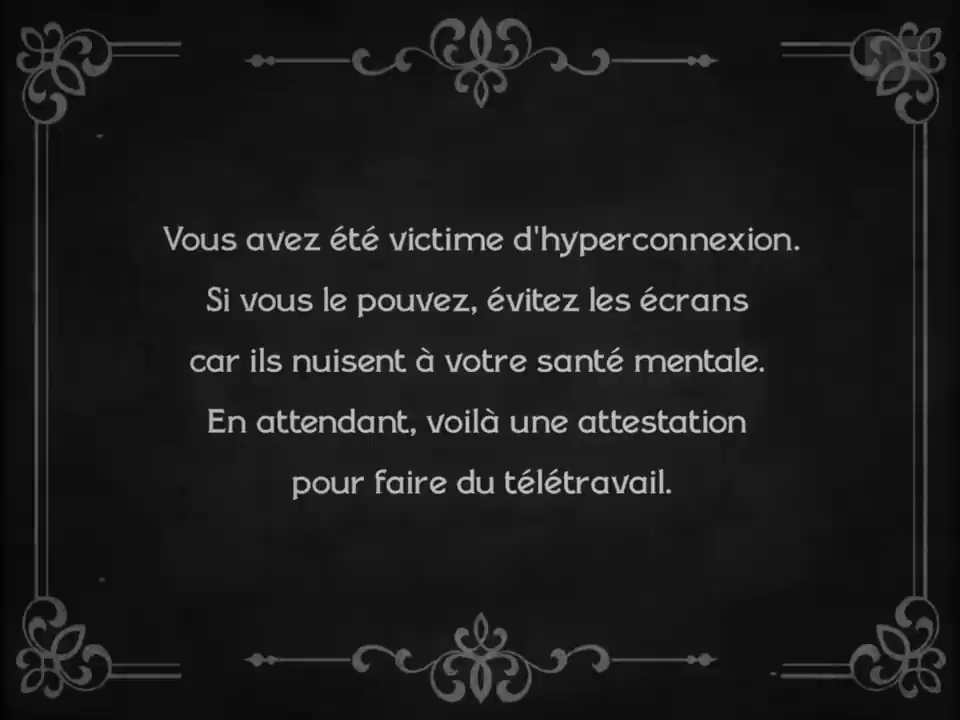 Vous avez été victime d'hyperconnexion.
Si vous le pouvez, évitez les écrans
car ils nuisent à votre santé mentale.
En attendant, voilà une attestation
pour faire du télétravail.